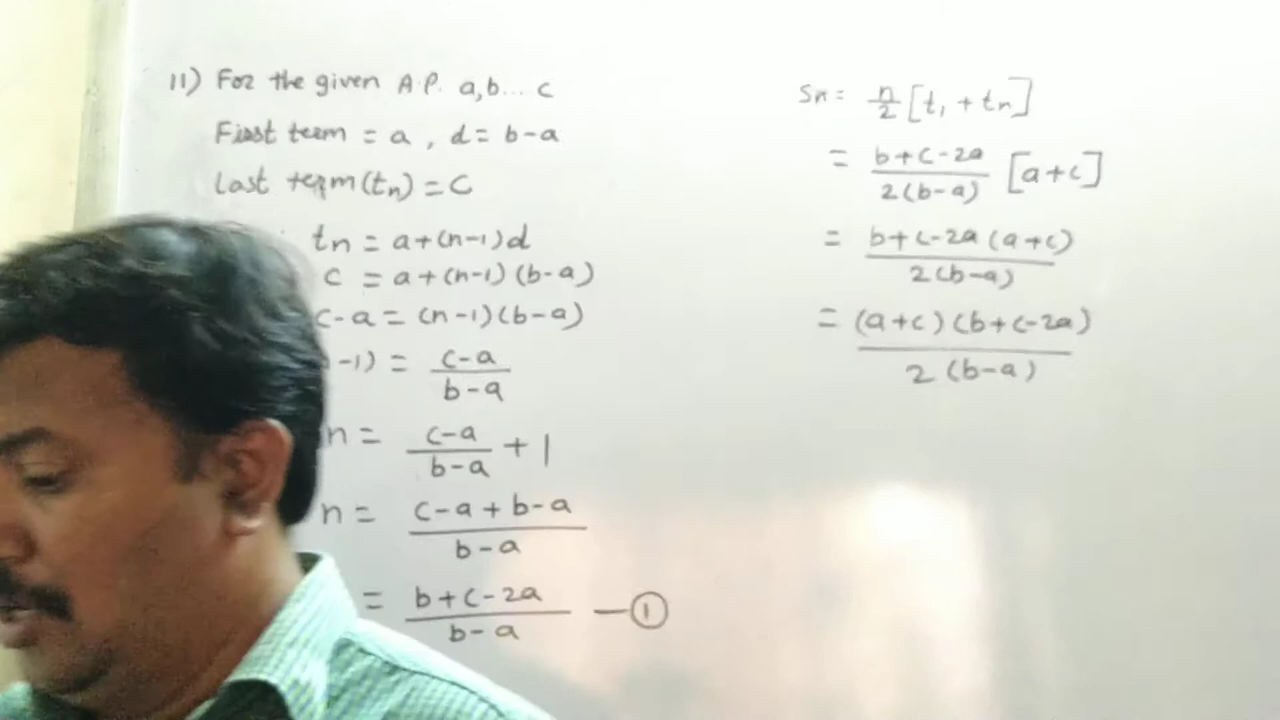 11) For the given A.P. a,b... c
First term = a , d = b-a
Last term (tn) = c
tn = a+(n-1)d
c = a+(n-1)(b-a)
c-a = (n-1)(b-a)
-1) = c-a / b-a
n = c-a / b-a + 1
n = c-a+b-a / b-a
= b+c-2a / b-a — ①
Sn = n/2 [t1 + tn]
= b+c-2a / 2(b-a) [a+c]
= b+c-2a (a+c) / 2(b-a)
= (a+c)(b+c-2a) / 2(b-a)